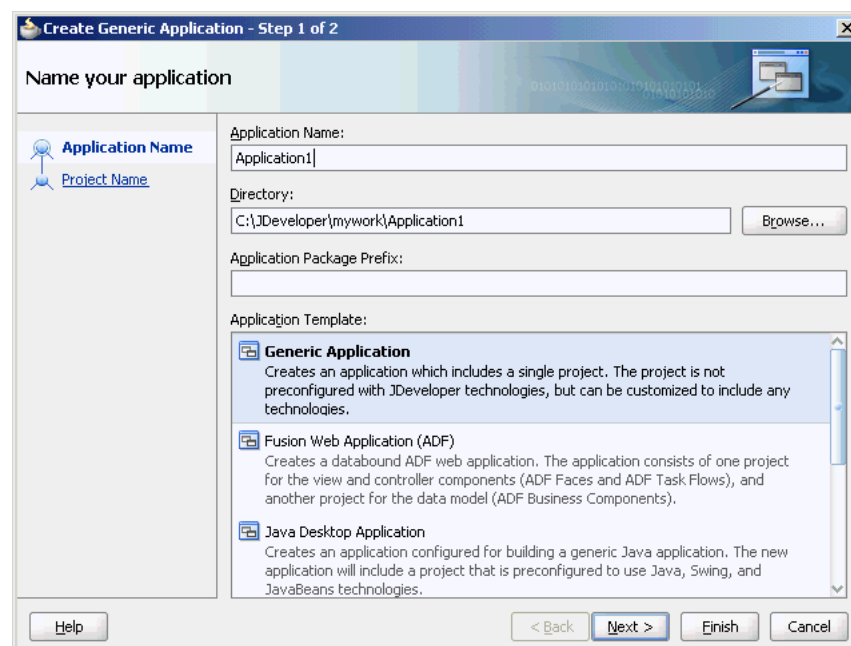 Create Generic Application - Step 1 of 2
Name your application
Application Name
Project Name
Application Name:
Application1
Directory:
C:\JDeveloper\mywork\Application1
Browse...
Application Package Prefix:
Application Template:
Generic Application
Creates an application which includes a single project. The project is not
preconfigured with JDeveloper technologies, but can be customized to include any
technologies.
Fusion Web Application (ADF)
Creates a databound ADF web application. The application consists of one project
for the view and controller components (ADF Faces and ADF Task Flows), and
another project for the data model (ADF Business Components).
Java Desktop Application
Creates an application configured for building a generic Java application. The new
application will include a project that is preconfigured to use Java, Swing, and
JavaBeans technologies.
Help
< Back
Next >
Finish
Cancel